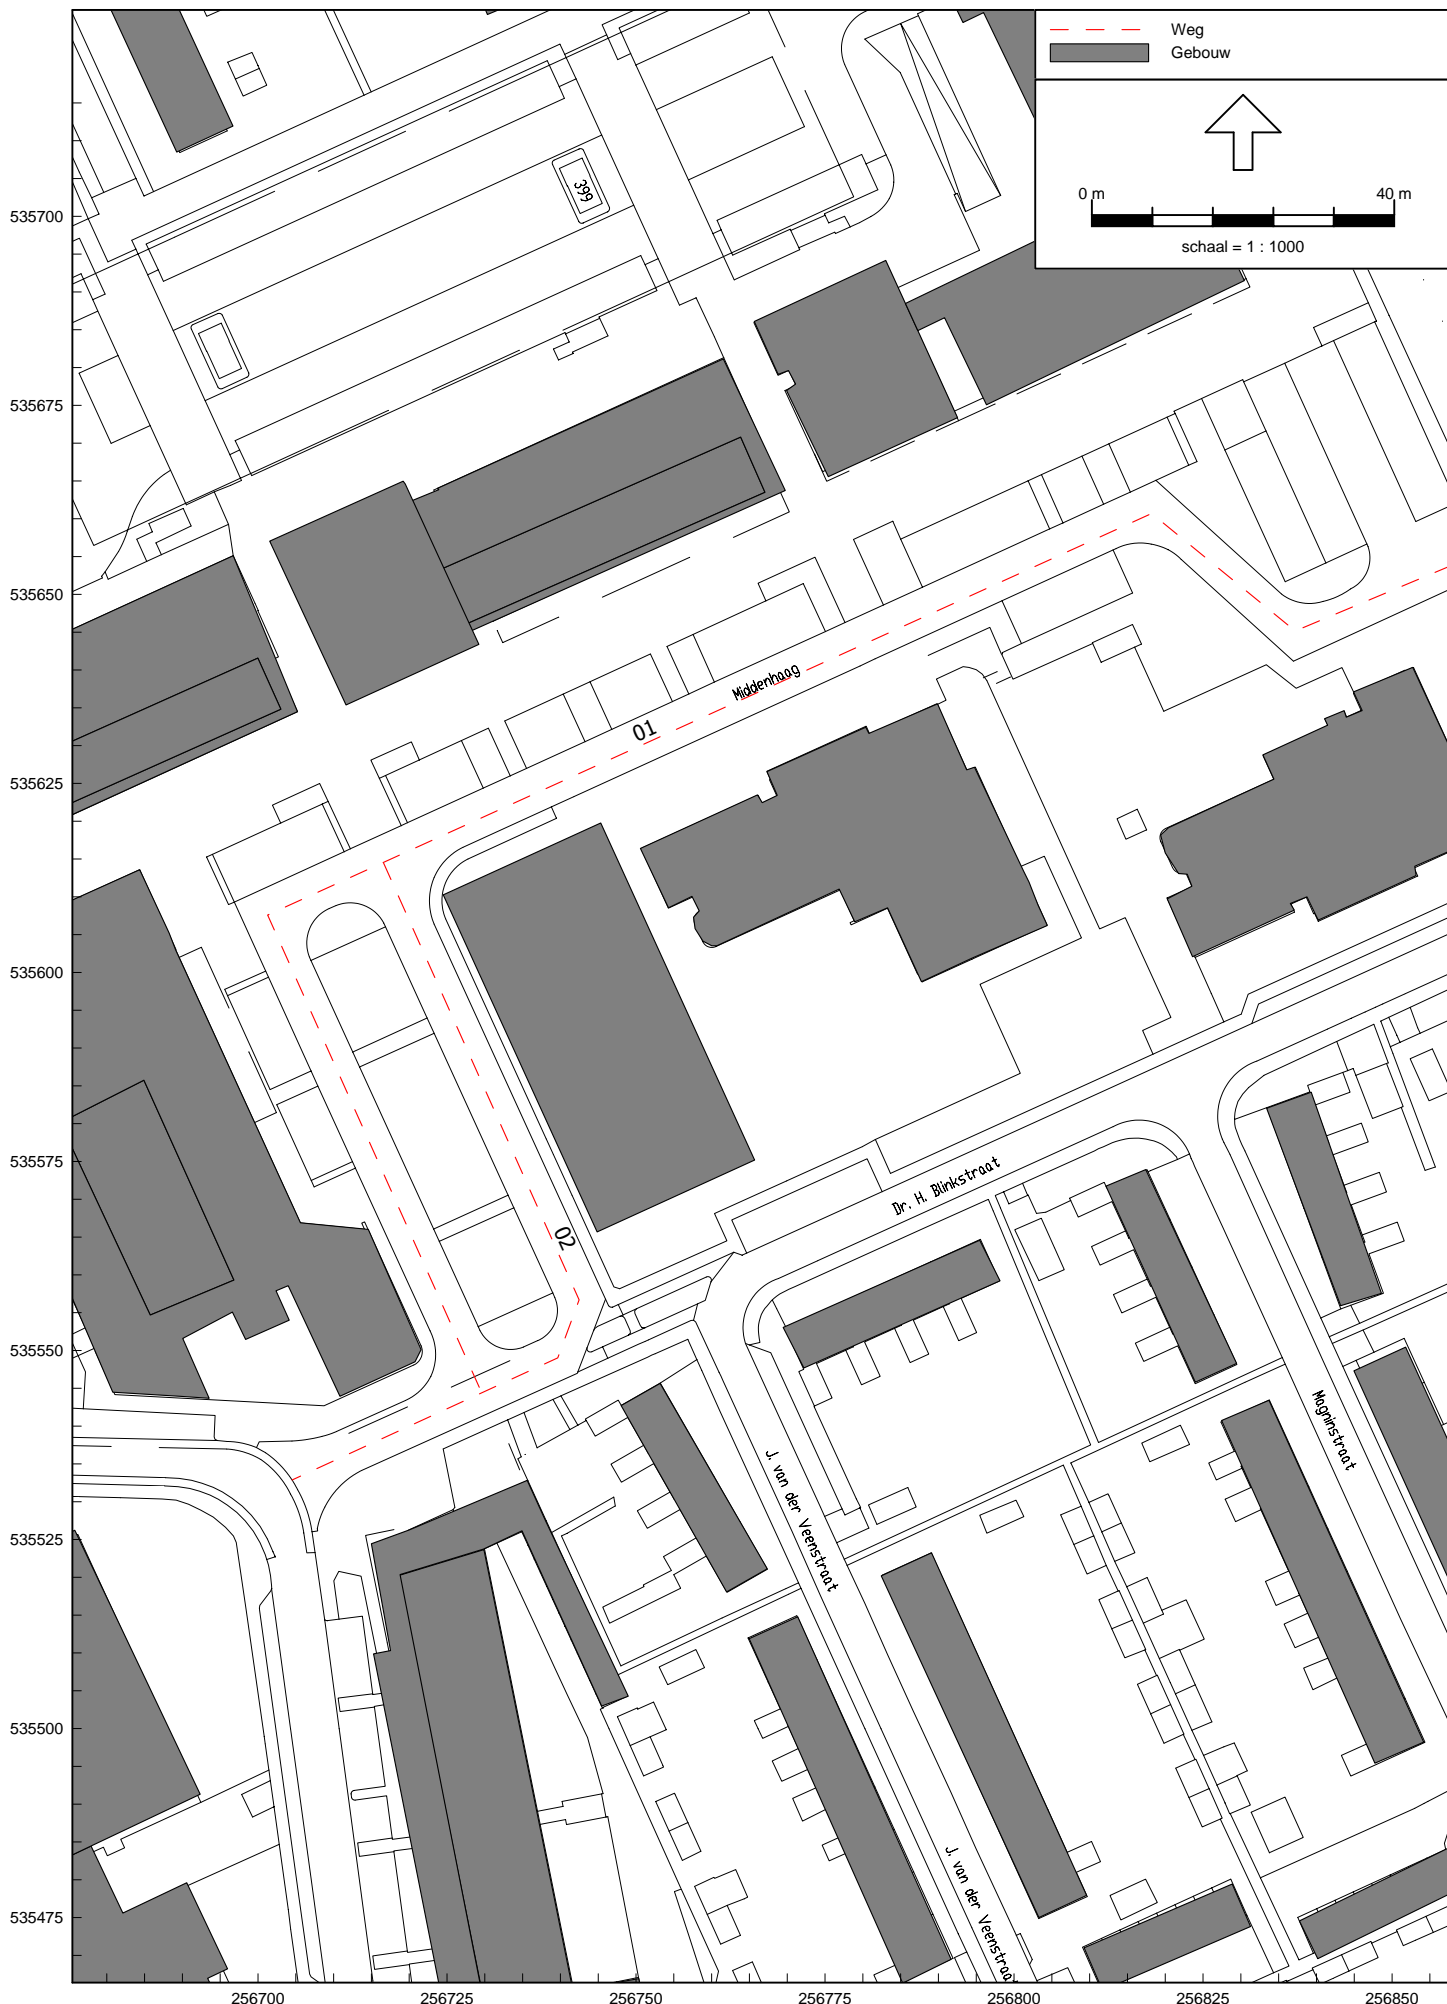 Weg
Gebouw
0 m
40 m
schaal = 1 : 1000
399
535700
535675
535650
Middenhaag
01
535625
535600
535575
Dr. H. Blinkstraat
02
535550
Magninstraat
J. van der Veenstraat
535525
535500
J. van der Veenstraat
535475
256700
256725
256750
256775
256800
256825
256850